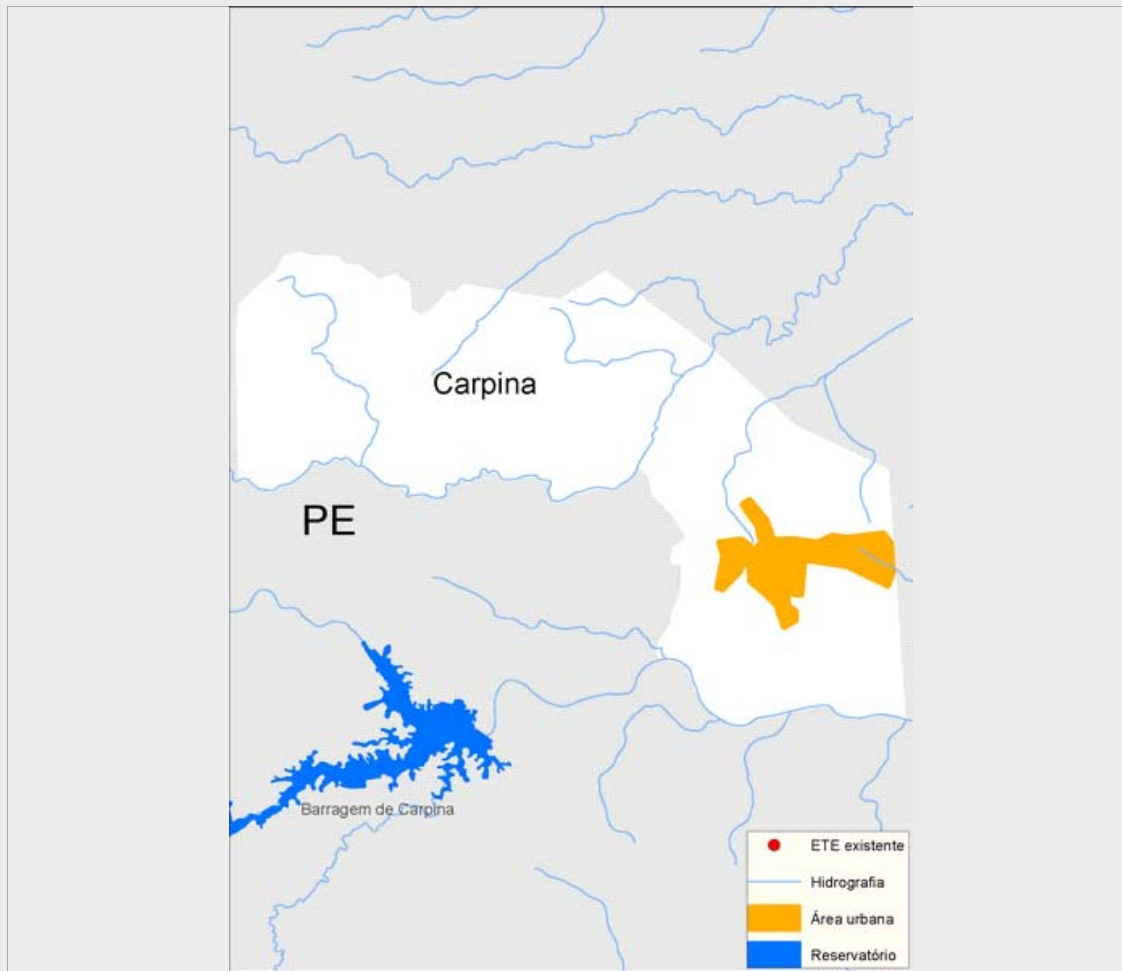 Carpina
PE
Barragem de Carpina
ETE existente
Hidrografia
Área urbana
Reservatório